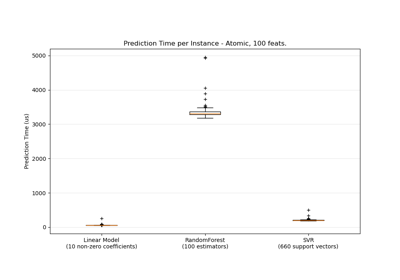 Prediction Time per Instance - Atomic, 100 feats.
5000
4000
3000
2000
1000
0
Prediction Time (us)
Linear Model
(10 non-zero coefficients)
RandomForest
(100 estimators)
SVR
(660 support vectors)